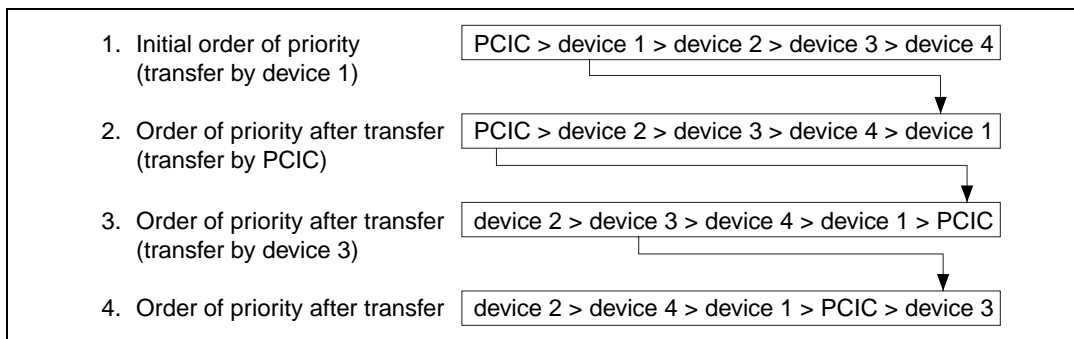 1. Initial order of priority
(transfer by device 1)
PCIC > device 1 > device 2 > device 3 > device 4
2. Order of priority after transfer
(transfer by PCIC)
PCIC > device 2 > device 3 > device 4 > device 1
3. Order of priority after transfer
(transfer by device 3)
device 2 > device 3 > device 4 > device 1 > PCIC
4. Order of priority after transfer
device 2 > device 4 > device 1 > PCIC > device 3